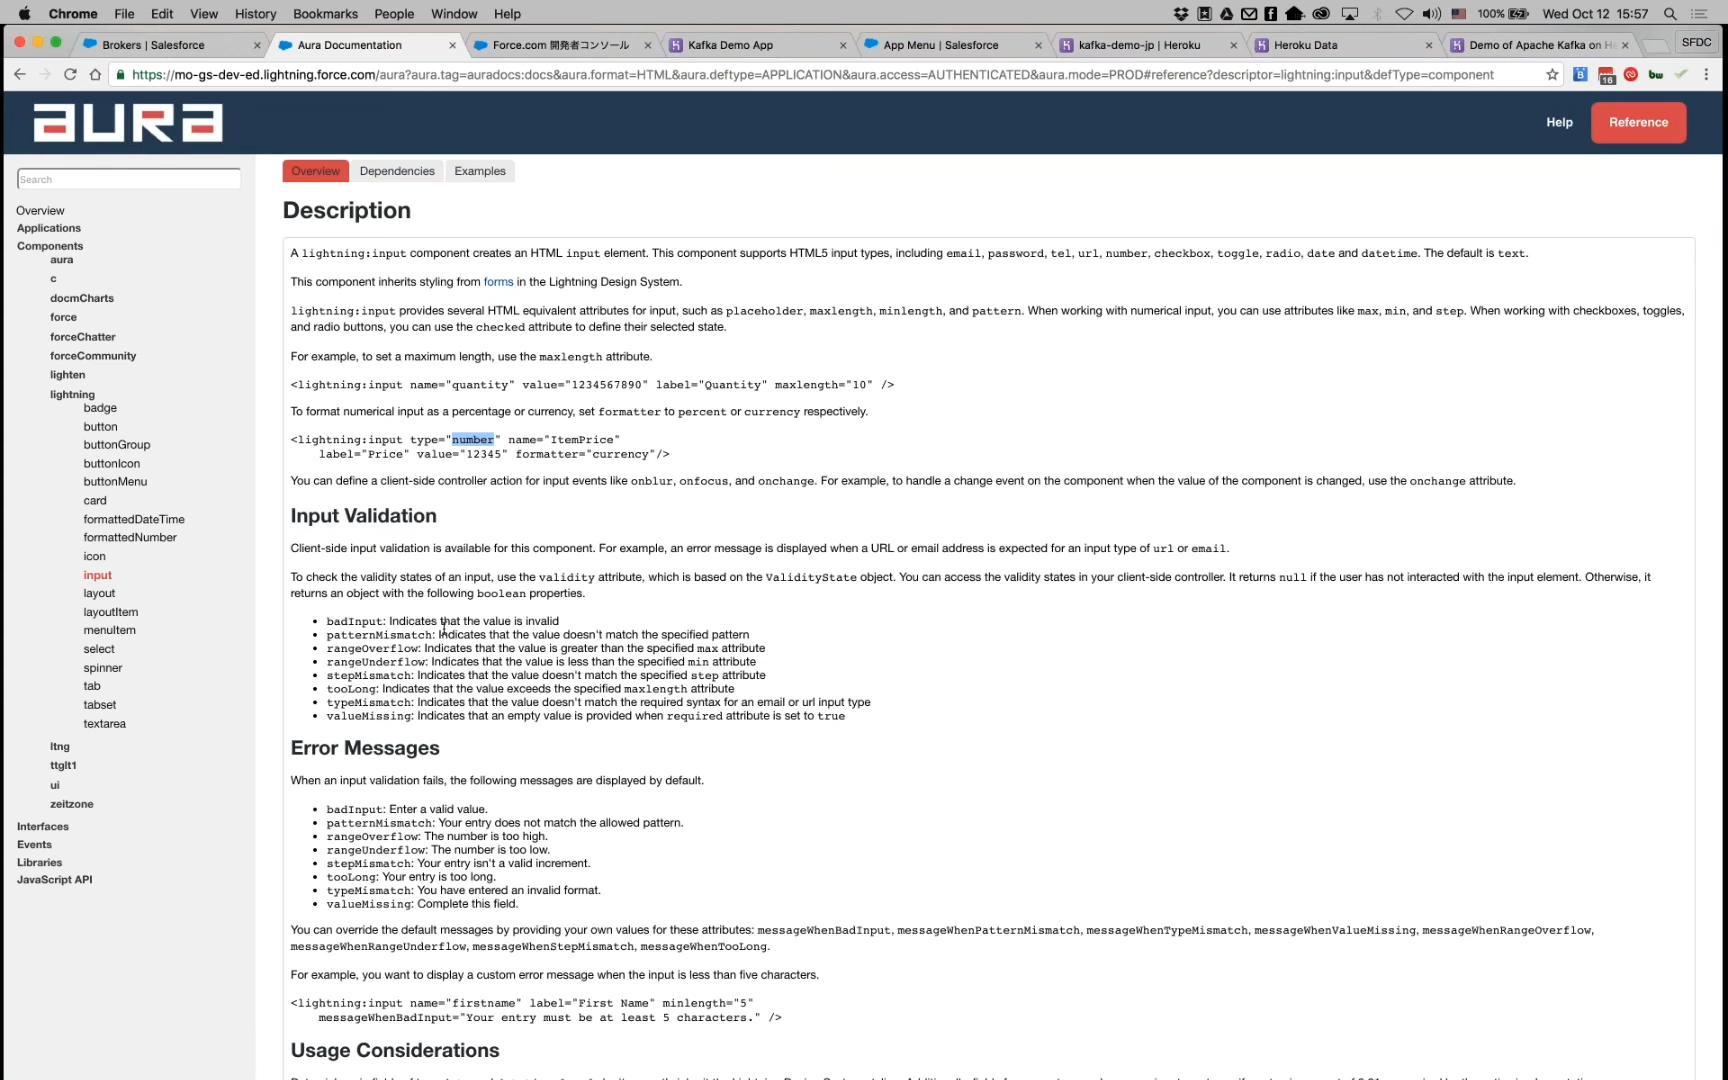 Chrome File Edit View History Bookmarks People Window Help 100% Wed Oct 12 15:57
Brokers | Salesforce Aura Documentation Force.com 開発者コンソール Kafka Demo App App Menu | Salesforce kafka-demo-jp | Heroku Heroku Data Demo of Apache Kafka on He SFDC
https://mo-gs-dev-ed.lightning.force.com/aura?aura.tag=auradocs:docs&aura.format=HTML&aura.deftype=APPLICATION&aura.access=AUTHENTICATED&aura.mode=PROD#reference?descriptor=lightning:input&defType=component
16 bw
aura
Help Reference
Search
Overview
Applications
Components
aura
c
docmCharts
force
forceChatter
forceCommunity
lighten
lightning
badge
button
buttonGroup
buttonIcon
buttonMenu
card
formattedDateTime
formattedNumber
icon
input
layout
layoutItem
menuItem
select
spinner
tab
tabset
textarea
ltng
ttglt1
ui
zeitzone
Interfaces
Events
Libraries
JavaScript API
Overview Dependencies Examples
Description
A lightning:input component creates an HTML input element. This component supports HTML5 input types, including email, password, tel, url, number, checkbox, toggle, radio, date and datetime. The default is text.
This component inherits styling from forms in the Lightning Design System.
lightning:input provides several HTML equivalent attributes for input, such as placeholder, maxlength, minlength, and pattern. When working with numerical input, you can use attributes like max, min, and step. When working with checkboxes, toggles,
and radio buttons, you can use the checked attribute to define their selected state.
For example, to set a maximum length, use the maxlength attribute.
<lightning:input name="quantity" value="1234567890" label="Quantity" maxlength="10" />
To format numerical input as a percentage or currency, set formatter to percent or currency respectively.
<lightning:input type="number" name="ItemPrice"
label="Price" value="12345" formatter="currency"/>
You can define a client-side controller action for input events like onblur, onfocus, and onchange. For example, to handle a change event on the component when the value of the component is changed, use the onchange attribute.
Input Validation
Client-side input validation is available for this component. For example, an error message is displayed when a URL or email address is expected for an input type of url or email.
To check the validity states of an input, use the validity attribute, which is based on the ValidityState object. You can access the validity states in your client-side controller. It returns null if the user has not interacted with the input element. Otherwise, it
returns an object with the following boolean properties.
• badInput: Indicates that the value is invalid
• patternMismatch: Indicates that the value doesn't match the specified pattern
• rangeOverflow: Indicates that the value is greater than the specified max attribute
• rangeUnderflow: Indicates that the value is less than the specified min attribute
• stepMismatch: Indicates that the value doesn't match the specified step attribute
• tooLong: Indicates that the value exceeds the specified maxlength attribute
• typeMismatch: Indicates that the value doesn't match the required syntax for an email or url input type
• valueMissing: Indicates that an empty value is provided when required attribute is set to true
Error Messages
When an input validation fails, the following messages are displayed by default.
• badInput: Enter a valid value.
• patternMismatch: Your entry does not match the allowed pattern.
• rangeOverflow: The number is too high.
• rangeUnderflow: The number is too low.
• stepMismatch: Your entry isn't a valid increment.
• tooLong: Your entry is too long.
• typeMismatch: You have entered an invalid format.
• valueMissing: Complete this field.
You can override the default messages by providing your own values for these attributes: messageWhenBadInput, messageWhenPatternMismatch, messageWhenTypeMismatch, messageWhenValueMissing, messageWhenRangeOverflow,
messageWhenRangeUnderflow, messageWhenStepMismatch, messageWhenTooLong.
For example, you want to display a custom error message when the input is less than five characters.
<lightning:input name="firstname" label="First Name" minlength="5"
messageWhenBadInput="Your entry must be at least 5 characters." />
Usage Considerations